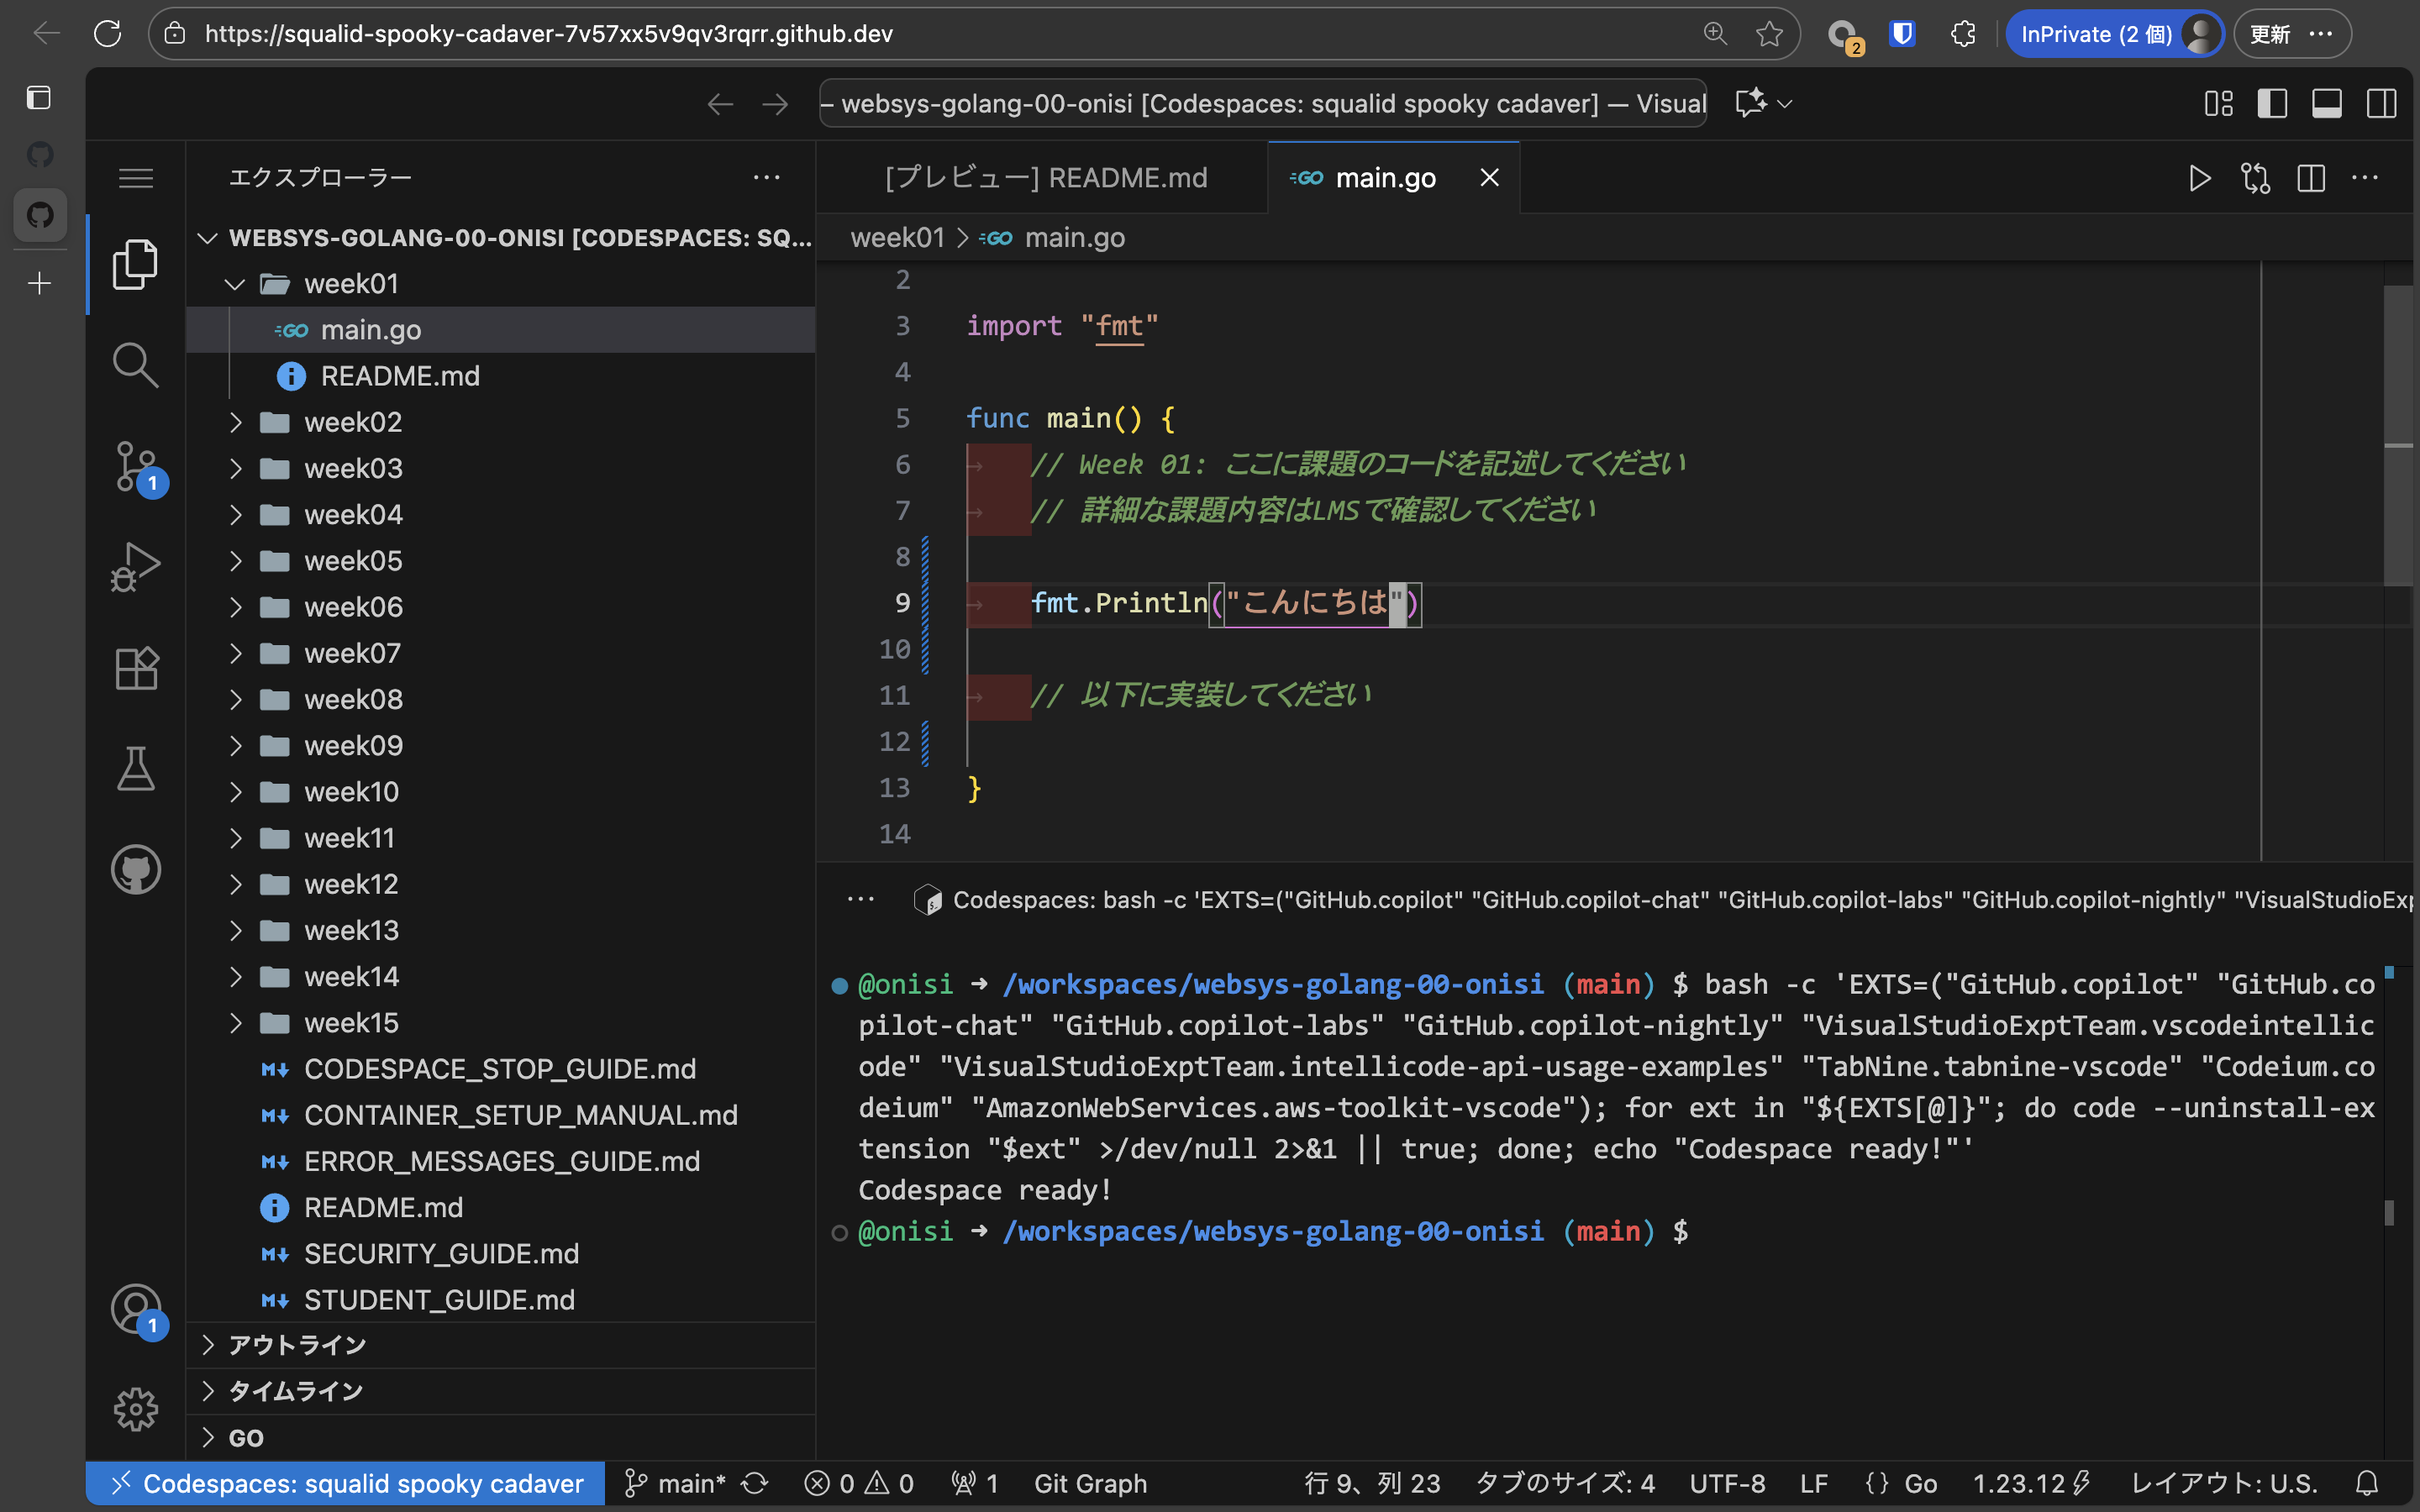 https://squalid-spooky-cadaver-7v57xx5v9qv3rqrr.github.dev
2
InPrivate (2 個)
更新
— websys-golang-00-onisi [Codespaces: squalid spooky cadaver] — Visual
エクスプローラー
[プレビュー] README.md
GO main.go
WEBSYS-GOLANG-00-ONISI [CODESPACES: SQ...
week01 > GO main.go
week01
GO main.go
README.md
week02
week03
1
week04
week05
week06
week07
week08
week09
week10
week11
week12
week13
week14
week15
CODESPACE_STOP_GUIDE.md
CONTAINER_SETUP_MANUAL.md
ERROR_MESSAGES_GUIDE.md
README.md
SECURITY_GUIDE.md
STUDENT_GUIDE.md
1
アウトライン
タイムライン
GO
2
3 import "fmt"
4
5 func main() {
6 // Week 01: ここに課題のコードを記述してください
7 // 詳細な課題内容はLMSで確認してください
8
9 fmt.Println("こんにちは")
10
11 // 以下に実装してください
12
13 }
14
Codespaces: bash -c 'EXTS=("GitHub.copilot" "GitHub.copilot-chat" "GitHub.copilot-labs" "GitHub.copilot-nightly" "VisualStudioExp
@onisi ➜ /workspaces/websys-golang-00-onisi (main) $ bash -c 'EXTS=("GitHub.copilot" "GitHub.co
pilot-chat" "GitHub.copilot-labs" "GitHub.copilot-nightly" "VisualStudioExptTeam.vscodeintellic
ode" "VisualStudioExptTeam.intellicode-api-usage-examples" "TabNine.tabnine-vscode" "Codeium.co
deium" "AmazonWebServices.aws-toolkit-vscode"); for ext in "${EXTS[@]}"; do code --uninstall-ex
tension "$ext" >/dev/null 2>&1 || true; done; echo "Codespace ready!"'
Codespace ready!
@onisi ➜ /workspaces/websys-golang-00-onisi (main) $
Codespaces: squalid spooky cadaver
main*
0
0
1
Git Graph
行 9、列 23
タブのサイズ: 4
UTF-8
LF
{} Go
1.23.12
レイアウト: U.S.